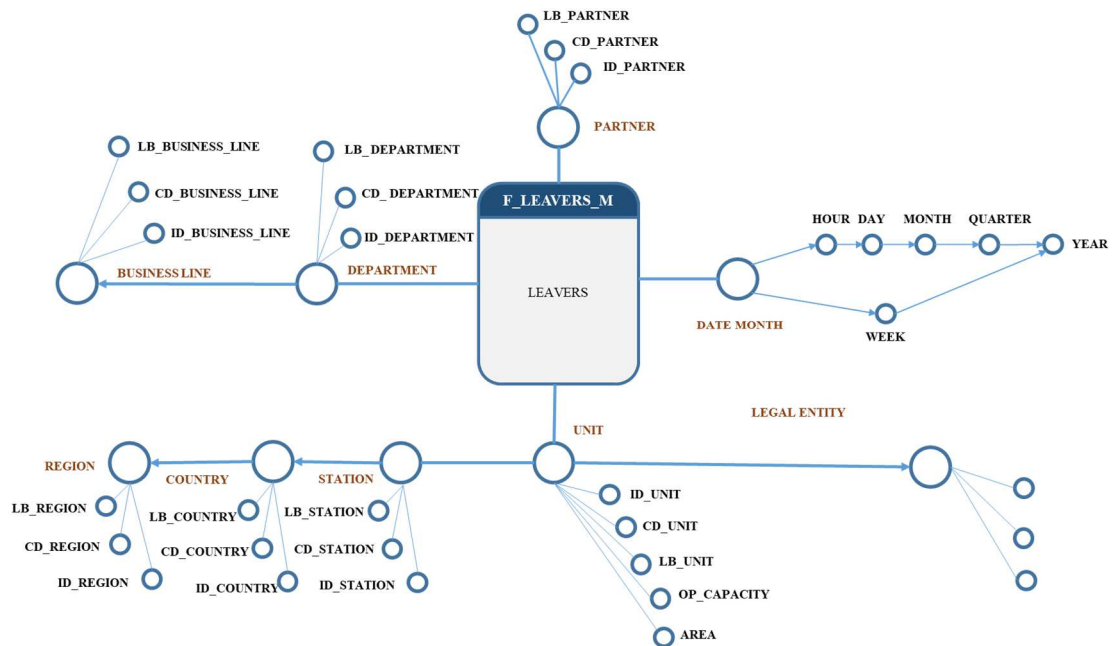 LB_PARTNER
CD_PARTNER
ID_PARTNER
PARTNER
LB_BUSINESS_LINE
CD_BUSINESS_LINE
ID_BUSINESS_LINE
BUSINESS LINE
LB_DEPARTMENT
CD_ DEPARTMENT
ID_DEPARTMENT
DEPARTMENT
F_LEAVERS_M
LEAVERS
HOUR
DAY
MONTH
QUARTER
YEAR
WEEK
DATE MONTH
LEGAL ENTITY
UNIT
REGION
COUNTRY
STATION
LB_REGION
CD_REGION
ID_REGION
LB_COUNTRY
CD_COUNTRY
ID_COUNTRY
LB_STATION
CD_STATION
ID_STATION
ID_UNIT
CD_UNIT
LB_UNIT
OP_CAPACITY
AREA